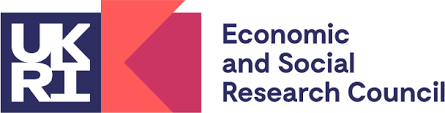 UK
RI
Economic
and Social
Research Council